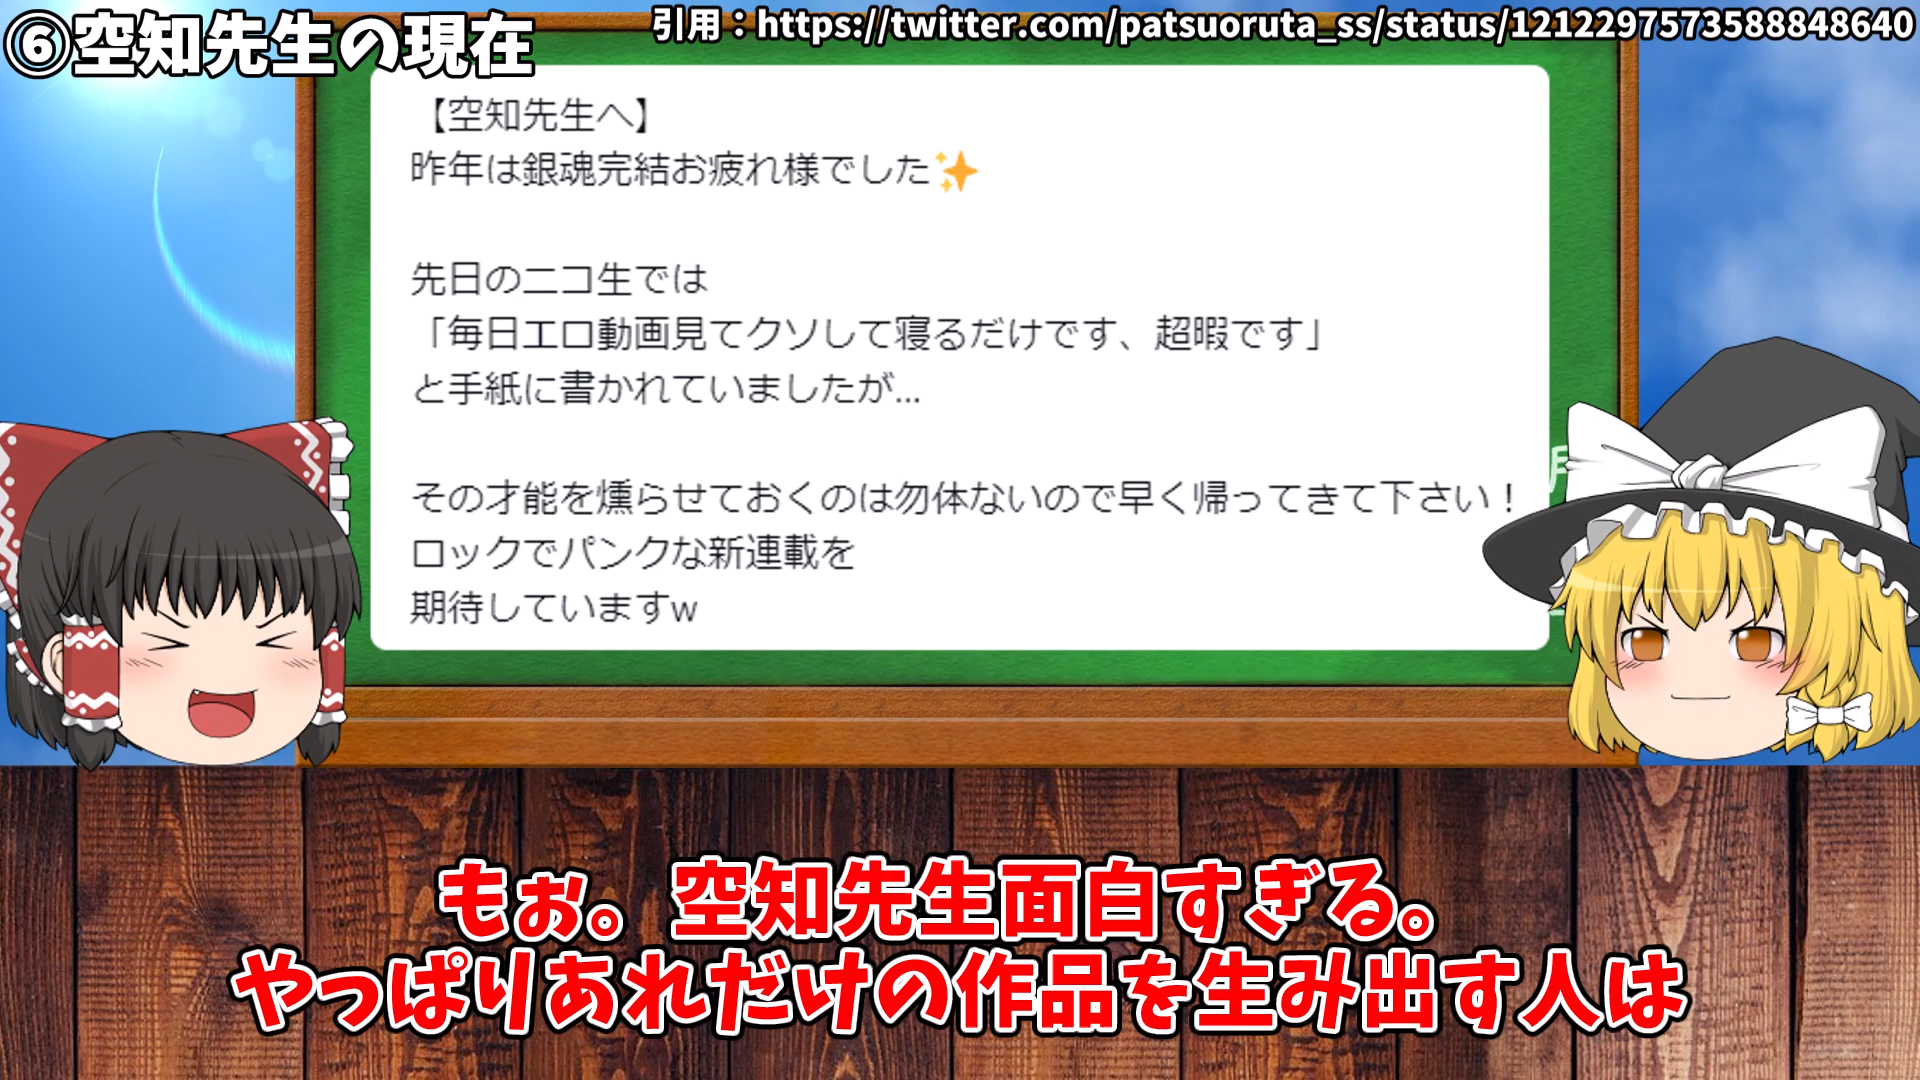 ⑥空知先生の現在
引用：https://twitter.com/patsuoruta_ss/status/1212297573588848640
【空知先生へ】
昨年は銀魂完結お疲れ様でした✨
先日のニコ生では
「毎日エロ動画見てクソして寝るだけです、超暇です」
と手紙に書かれていましたが...
その才能を燻らせておくのは勿体ないので早く帰ってきて下さい！
ロックでパンクな新連載を
期待していますw
もぉ。空知先生面白すぎる。
やっぱりあれだけの作品を生み出す人は